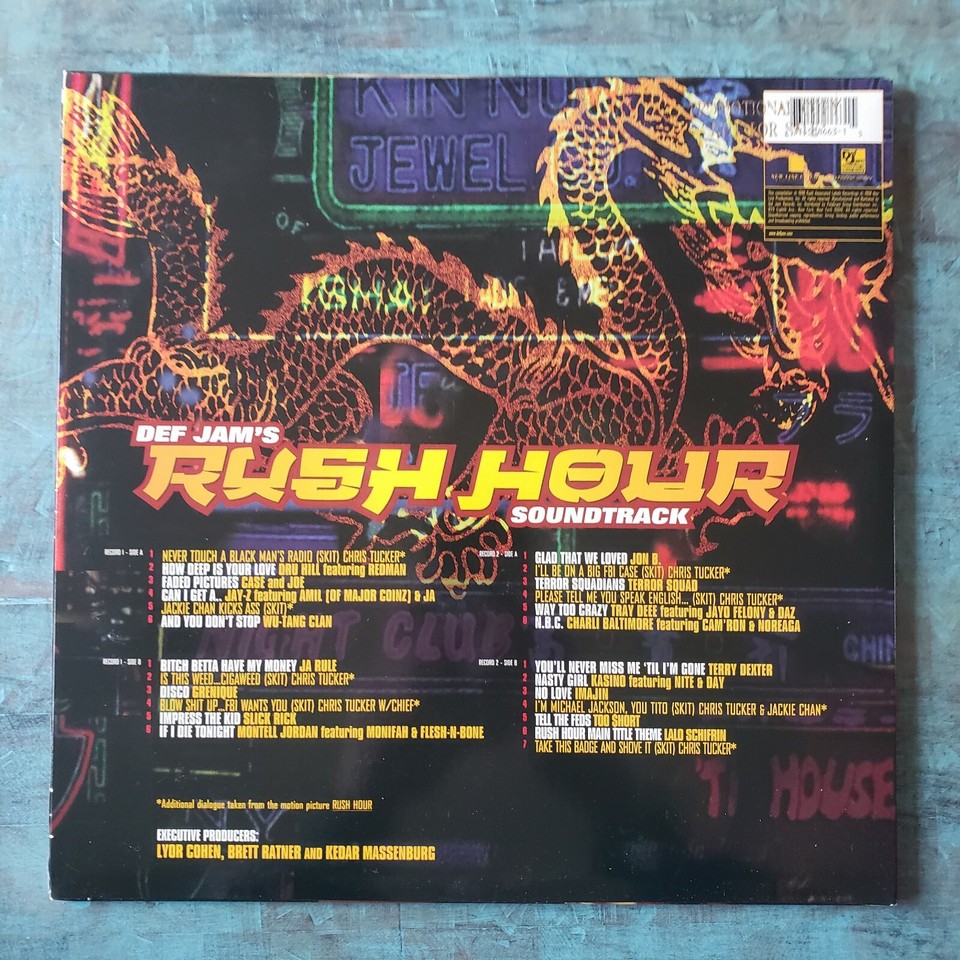 KIN
JEWEL
OF
DEF JAM'S
RUSH HOUR
SOUNDTRACK
RECORD 1 - SIDE A
1 NEVER TOUCH A BLACK MAN'S RADIO (SKIT) CHRIS TUCKER*
2 HOW DEEP IS YOUR LOVE DRU HILL featuring REDMAN
3 FADED PICTURES CASE and JOE
4 CAN I GET A.. JAY-Z featuring AMIL (OF MAJOR COINZ) & JA
5 JACKIE CHAN KICKS ASS (SKIT)*
6 AND YOU DON'T STOP WU-TANG CLAN
RECORD 1 - SIDE B
1 BITCH BETTA HAVE MY MONEY JA RULE
2 IS THIS WEED...CIGAWEED (SKIT) CHRIS TUCKER*
3 DISCO GRENIQUE
4 BLOW SHIT UP...FBI WANTS YOU (SKIT) CHRIS TUCKER W/CHIEF*
5 IMPRESS THE KID SLICK RICK
6 IF I DIE TONIGHT MONTELL JORDAN featuring MONIFAH & FLESH-N-BONE
RECORD 2 - SIDE A
1 GLAD THAT WE LOVED JON B.
2 I'LL BE ON A BIG FBI CASE (SKIT) CHRIS TUCKER*
3 TERROR SQUADIANS TERROR SQUAD
4 PLEASE TELL ME YOU SPEAK ENGLISH... (SKIT) CHRIS TUCKER*
5 WAY TOO CRAZY TRAY DEEE featuring JAYO FELONY & DAZ
6 N.B.C. CHARLI BALTIMORE featuring CAM'RON & NOREAGA
RECORD 2 - SIDE B
1 YOU'LL NEVER MISS ME 'TIL I'M GONE TERRY DEXTER
2 NASTY GIRL KASINO featuring NITE & DAY
3 NO LOVE IMAJIN
4 I'M MICHAEL JACKSON, YOU TITO (SKIT) CHRIS TUCKER & JACKIE CHAN*
5 TELL THE FEDS TOO $HORT
6 RUSH HOUR MAIN TITLE THEME LALO SCHIFRIN
7 TAKE THIS BADGE AND SHOVE IT (SKIT) CHRIS TUCKER*
NIGHT CLUB
CHIN
HOUSE
*Additional dialogue taken from the motion picture RUSH HOUR
EXECUTIVE PRODUCERS:
LYOR COHEN, BRETT RATNER AND KEDAR MASSENBURG